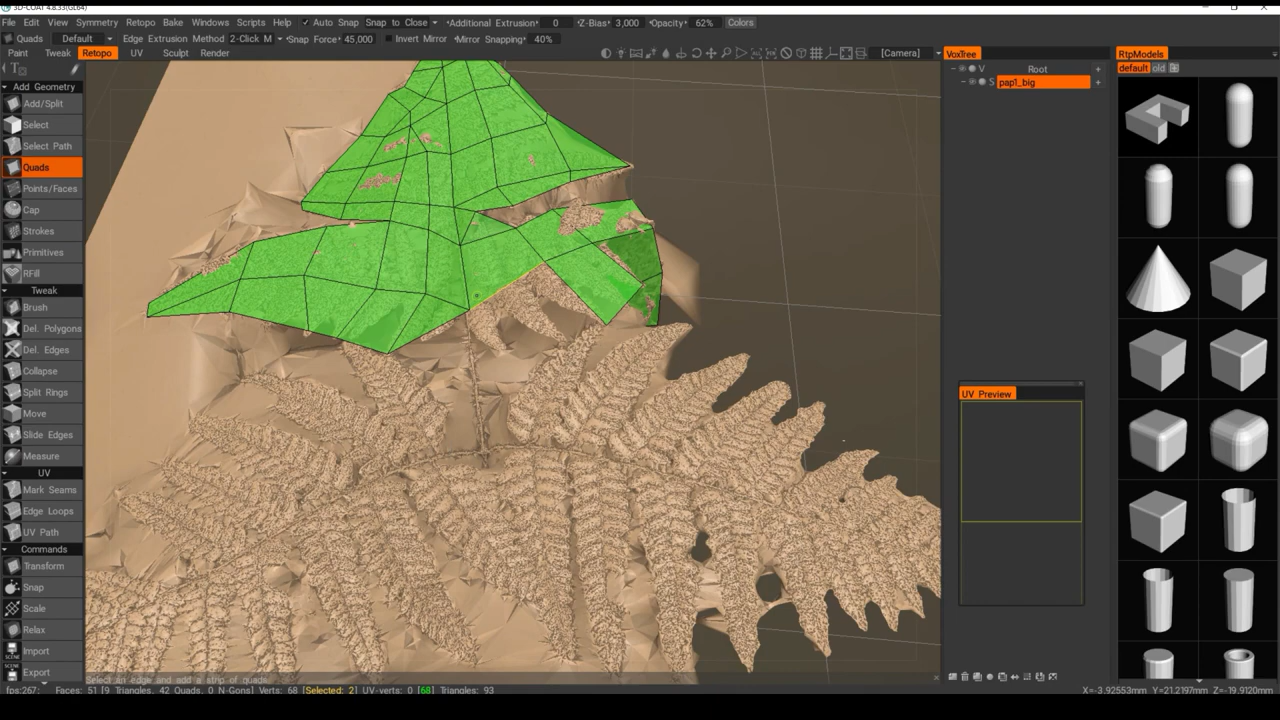 3D-COAT 4.8.33(GL64)
File Edit View Symmetry Retopo Bake Windows Scripts Help Auto Snap Snap to Close Additional Extrusion 0 Z-Bias 3,000 Opacity 62% Colors
Quads Default Edge Extrusion Method 2-Click M Snap Force 45,000 Invert Mirror Mirror Snapping 40%
Paint Tweak Retopo UV Sculpt Render [Camera] VoxTree RtpModels
V Root + default old
Add Geometry S pap1_big +
Add/Split
Select
Select Path
Quads
Points/Faces
Cap
Strokes
Primitives
RFill
Tweak
Brush
Del. Polygons
Del. Edges
Collapse
Split Rings
UV Preview
Move
Slide Edges
Measure
UV
Mark Seams
Edge Loops
UV Path
Commands
Transform
Snap
Scale
Relax
Import
Export
Select an edge and add a strip of quads
fps:267; Faces: 51 [9 Triangles, 42 Quads, 0 N-Gons] Verts: 68 [Selected: 2] UV-verts: 0 [68] Triangles: 93 X=-3.92553mm Y=21.2197mm Z=-19.9120mm